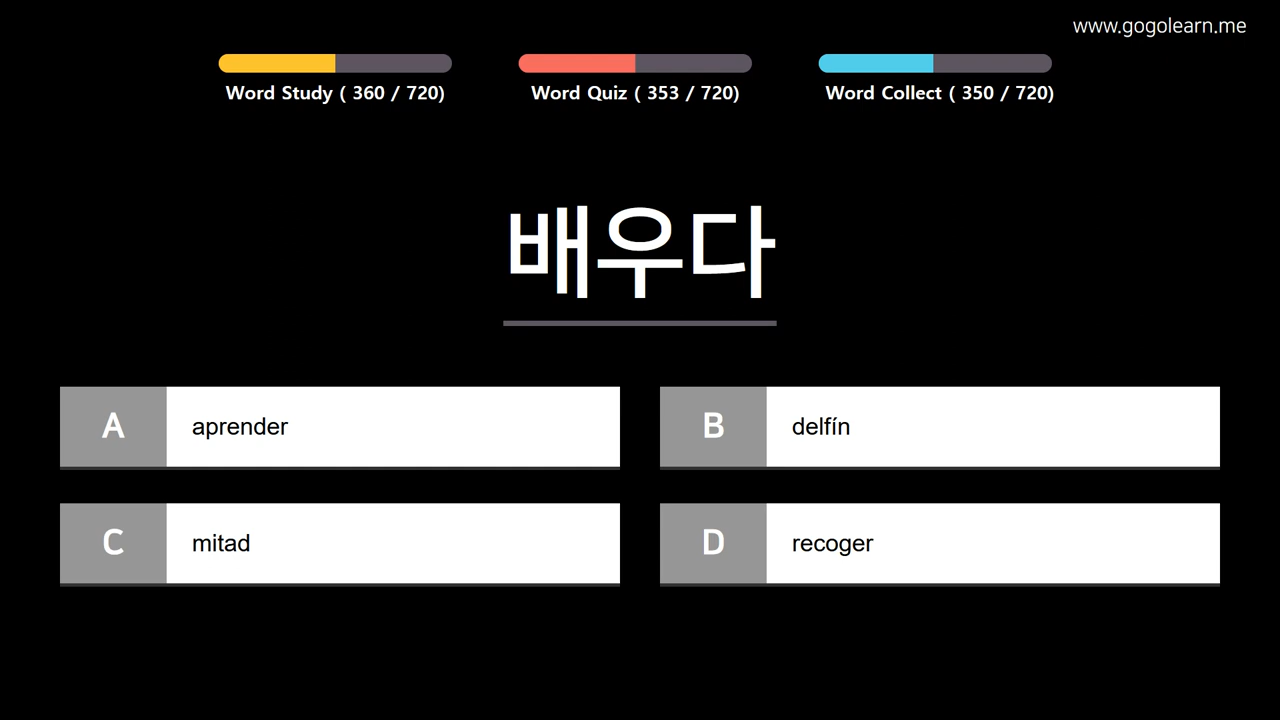 www.gogolearn.me
Word Study ( 360 / 720)
Word Quiz ( 353 / 720)
Word Collect ( 350 / 720)
배우다
A aprender
B delfín
C mitad
D recoger